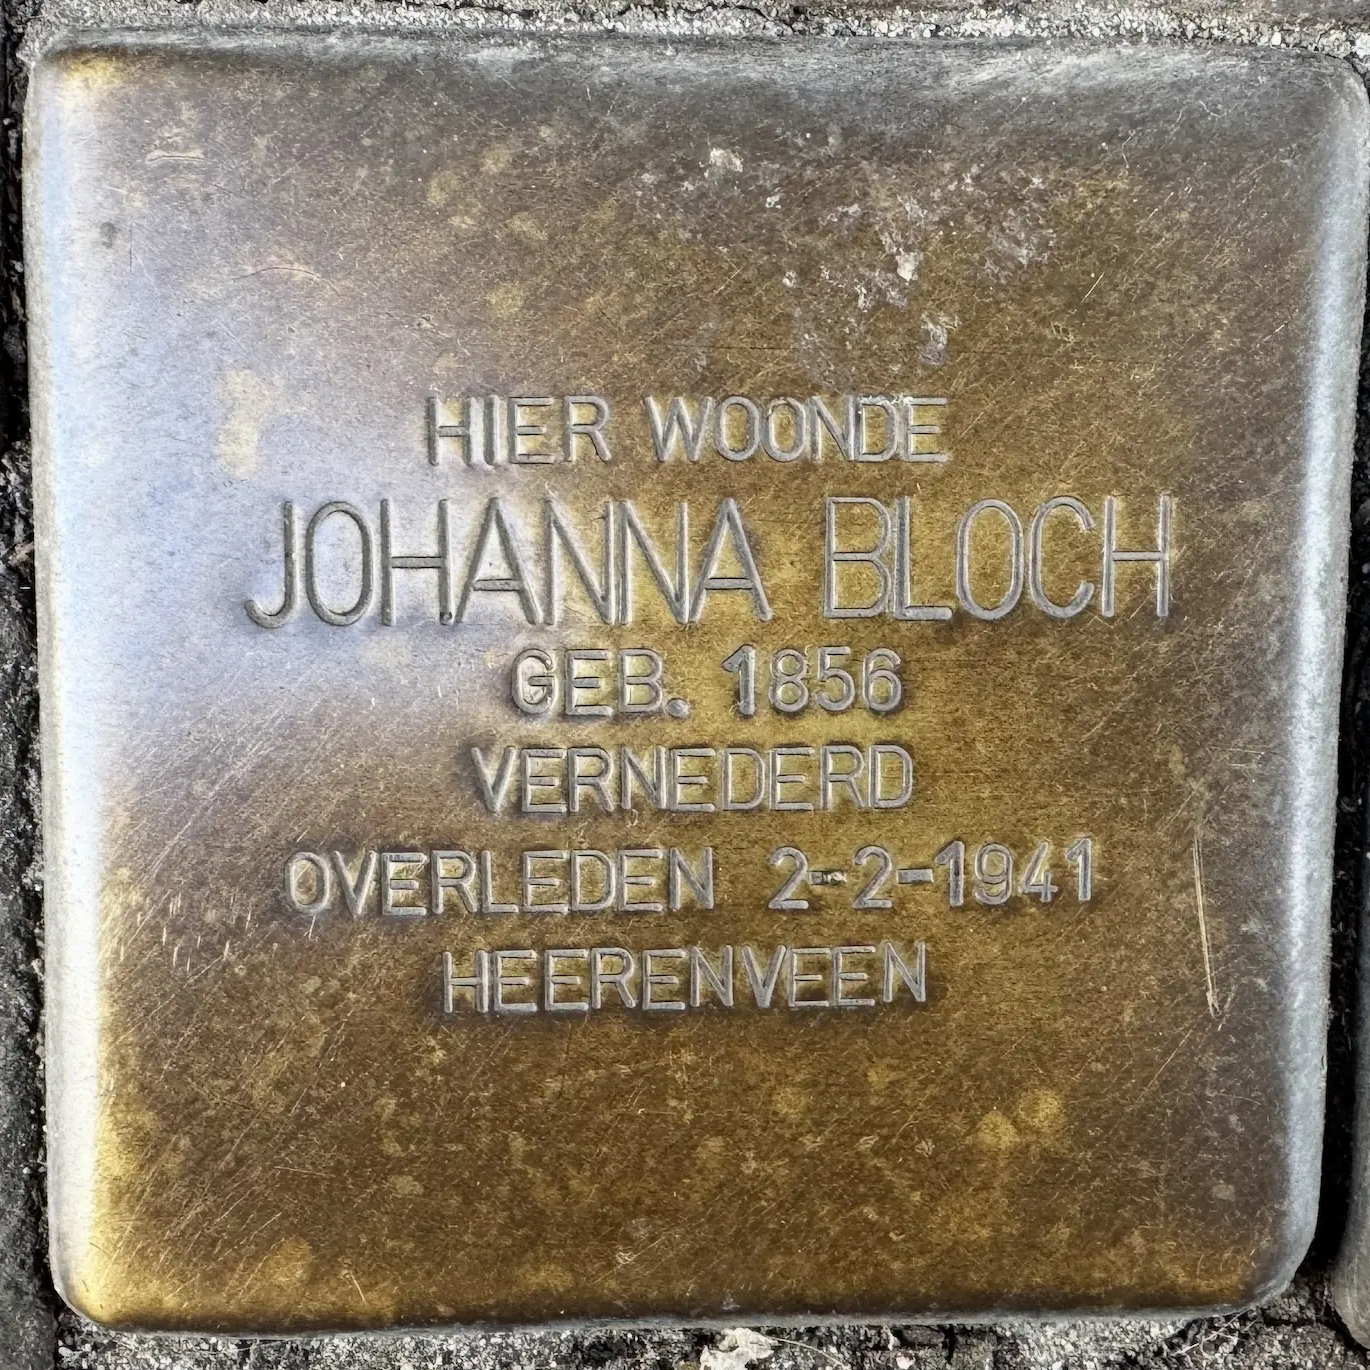 HIER WOONDE
JOHANNA BLOCH
GEB. 1856
VERNEDERD
OVERLEDEN 2-2-1941
HEERENVEEN